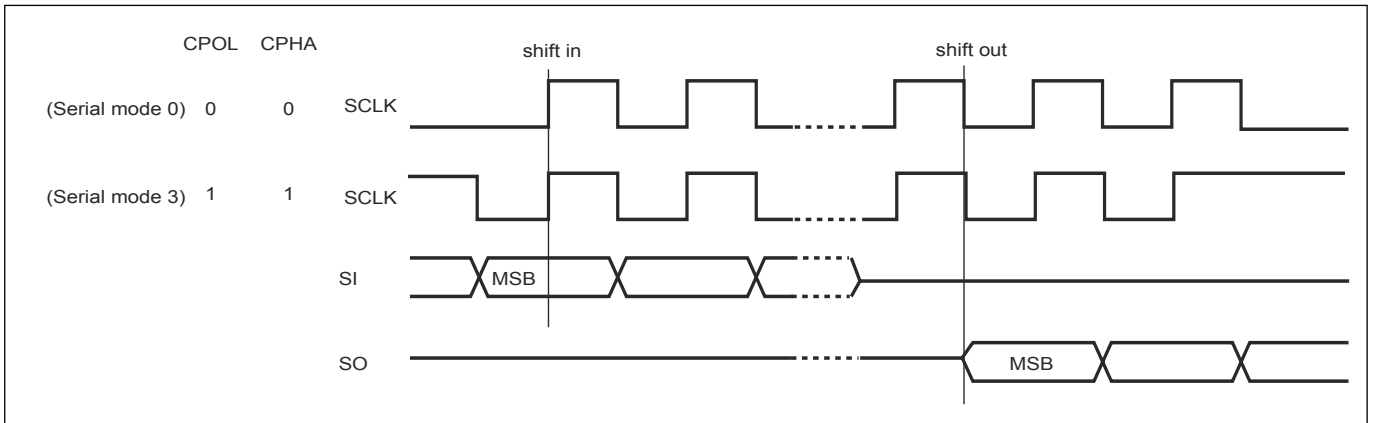 CPOL CPHA shift in shift out
(Serial mode 0) 0 0 SCLK
(Serial mode 3) 1 1 SCLK
SI MSB
SO MSB